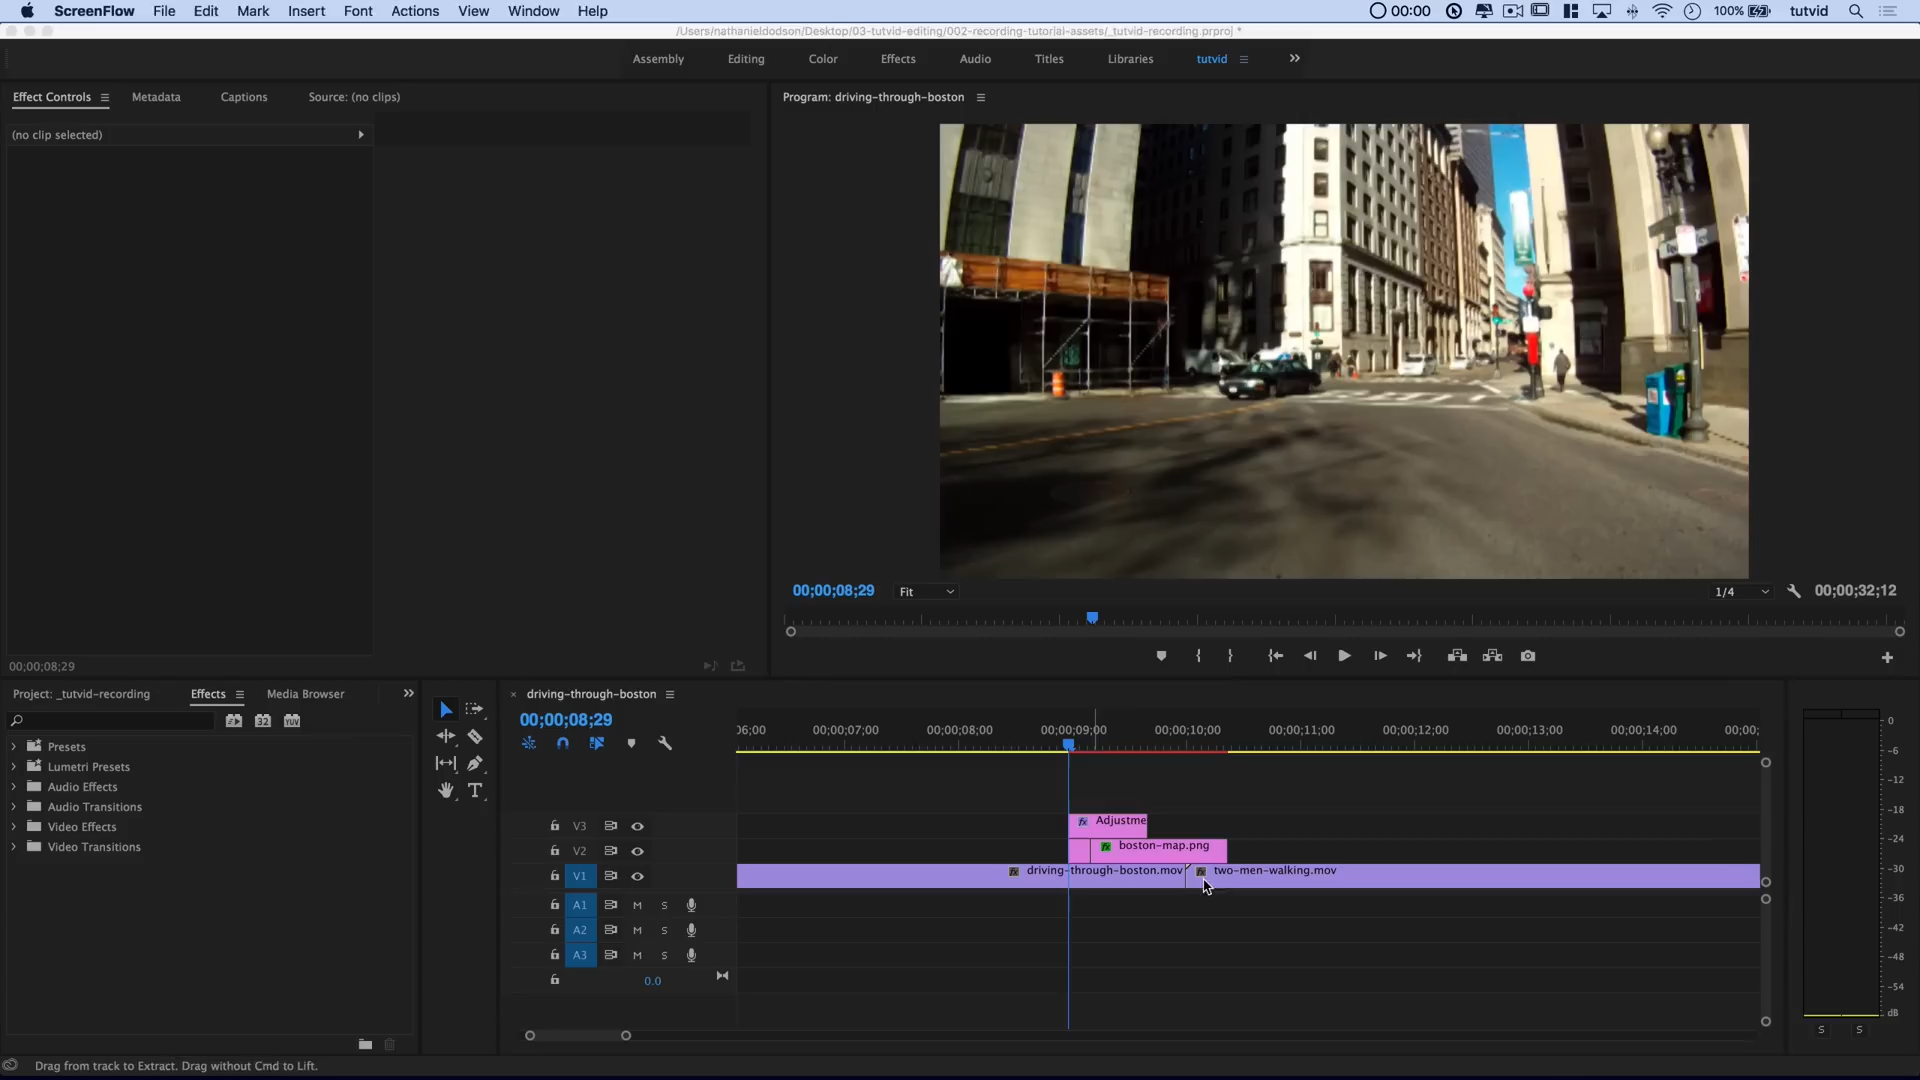 ScreenFlow File Edit Mark Insert Font Actions View Window Help 00:00 100% tutvid
/Users/nathanieldodson/Desktop/03-tutvid-editing/002-recording-tutorial-assets/_tutvid-recording.prproj *
Assembly Editing Color Effects Audio Titles Libraries tutvid
Effect Controls Metadata Captions Source: (no clips)
Program: driving-through-boston
(no clip selected)
00;00;08;29 Fit 1/4 00;00;32;12
00;00;08;29
Project: _tutvid-recording Effects Media Browser
driving-through-boston
00;00;08;29
32 YUV
06;00 00;00;07;00 00;00;08;00 00;00;09;00 00;00;10;00 00;00;11;00 00;00;12;00 00;00;13;00 00;00;14;00 00;00;
Presets
Lumetri Presets
Audio Effects
Audio Transitions
Video Effects
Video Transitions
V3 fx Adjustme
V2 fx boston-map.png
V1 fx driving-through-boston.mov fx two-men-walking.mov
A1 M S
A2 M S
A3 M S
0.0
0
-6
-12
-18
-24
-30
-36
-42
-48
-54
dB
S S
Drag from track to Extract. Drag without Cmd to Lift.